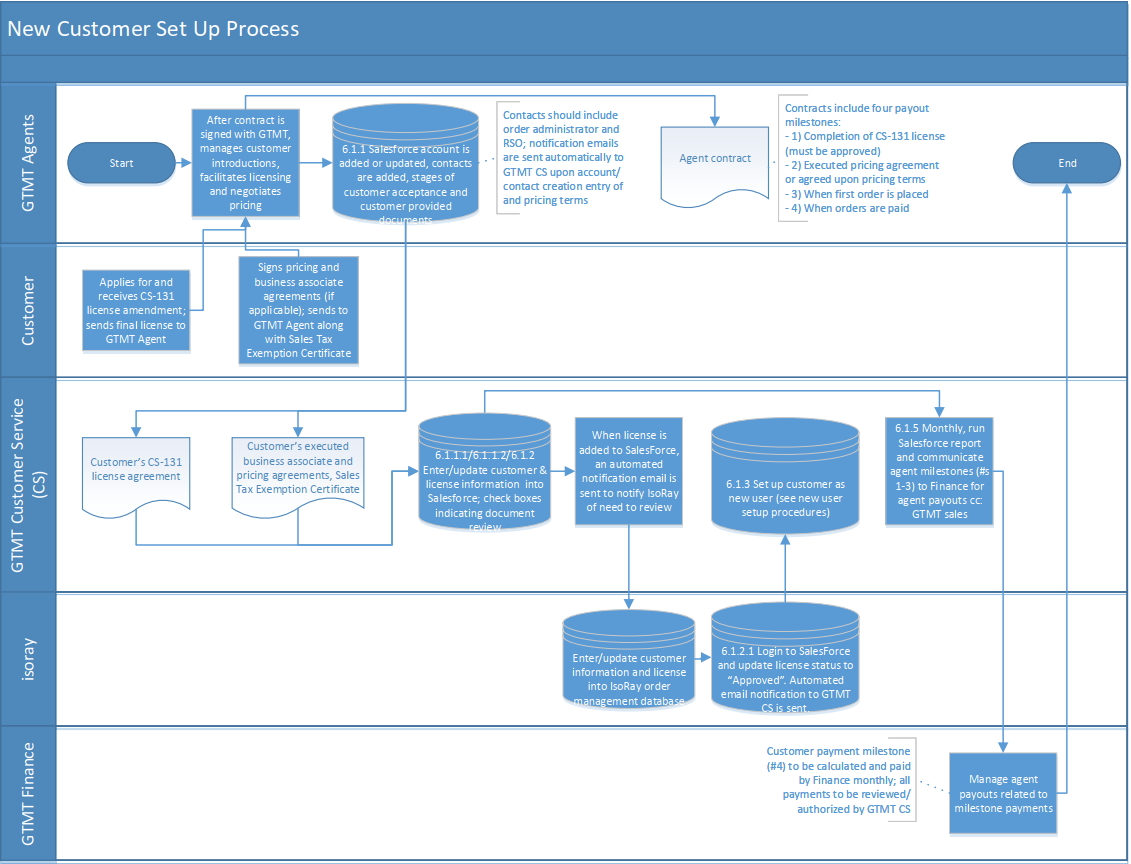 New Customer Set Up Process
GTMT Agents
Start
After contract is
signed with GTMT,
manages customer
introductions,
facilitates licensing
and negotiates
pricing
6.1.1 Salesforce account is
added or updated, contacts
are added, stages of
customer acceptance and
customer provided
documents
Contacts should include
order administrator and
RSO; notification emails
are sent automatically to
GTMT CS upon account/
contact creation entry of
and pricing terms
Agent contract
Contracts include four payout
milestones:
- 1) Completion of CS-131 license
(must be approved)
- 2) Executed pricing agreement
or agreed upon pricing terms
- 3) When first order is placed
- 4) When orders are paid
End
Customer
Applies for and
receives CS-131
license amendment;
sends final license to
GTMT Agent
Signs pricing and
business associate
agreements (if
applicable); sends to
GTMT Agent along
with Sales Tax
Exemption Certificate
GTMT Customer Service
(CS)
Customer's CS-131
license agreement
Customer's executed
business associate and
pricing agreements, Sales
Tax Exemption Certificate
6.1.1.1/6.1.1.2/6.1.2
Enter/update customer &
license information into
Salesforce; check boxes
indicating document
review
When license is
added to SalesForce,
an automated
notification email is
sent to notify IsoRay
of need to review
6.1.3 Set up customer as
new user (see new user
setup procedures)
6.1.5 Monthly, run
Salesforce report
and communicate
agent milestones (#s
1-3) to Finance for
agent payouts cc:
GTMT sales
isoray
Enter/update customer
information and license
into IsoRay order
management database
6.1.2.1 Login to SalesForce
and update license status to
“Approved”. Automated
email notification to GTMT
CS is sent.
GTMT Finance
Customer payment milestone
(#4) to be calculated and paid
by Finance monthly; all
payments to be reviewed/
authorized by GTMT CS
Manage agent
payouts related to
milestone payments